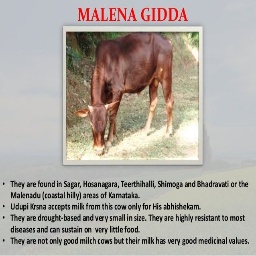 MALENA GIDDA
• They are found in Sagar, Hosanagara, Teerthihalli, Shimoga and Bhadravati or the
Malenadu (coastal hilly) areas of Karnataka.
• Udupi Krsna accepts milk from this cow only for His abhishekam.
• They are drought-based and very small in size. They are highly resistant to most
diseases and can sustain on very little food.
• They are not only good milch cows but their milk has very good medicinal values.